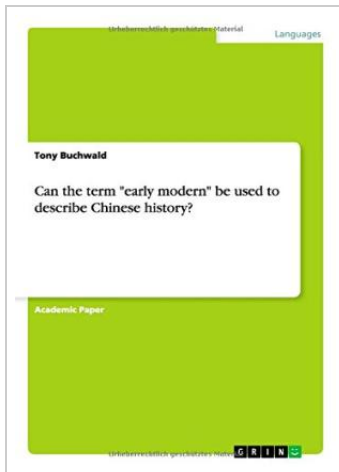 Urheberrechtlich geschütztes Material
Languages
Tony Buchwald
Can the term "early modern" be used to
describe Chinese history?
Academic Paper
Urheberrechtlich geschütztes Mater
GRIN